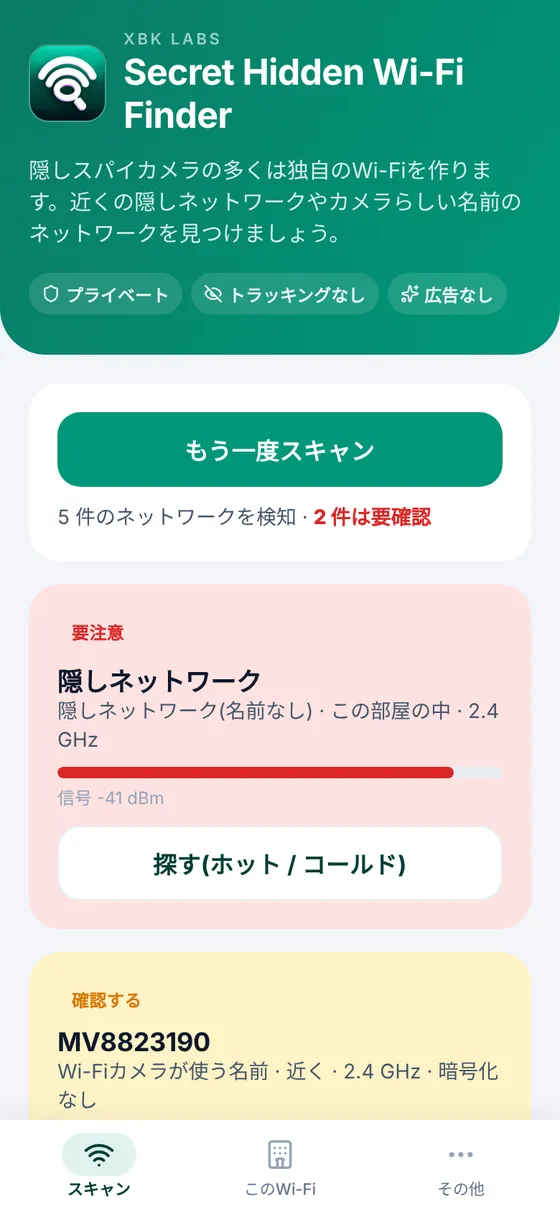 XBK LABS
Secret Hidden Wi-Fi
Finder
隠しスパイカメラの多くは独自のWi-Fiを作りま
す。近くの隠しネットワークやカメラらしい名前の
ネットワークを見つけましょう。
プライベート
トラッキングなし
広告なし
もう一度スキャン
5 件のネットワークを検知 · 2 件は要確認
要注意
隠しネットワーク
隠しネットワーク(名前なし) · この部屋の中 · 2.4
GHz
信号 -41 dBm
探す(ホット / コールド)
確認する
MV8823190
Wi-Fiカメラが使う名前 · 近く · 2.4 GHz · 暗号化
なし
スキャン
このWi-Fi
その他